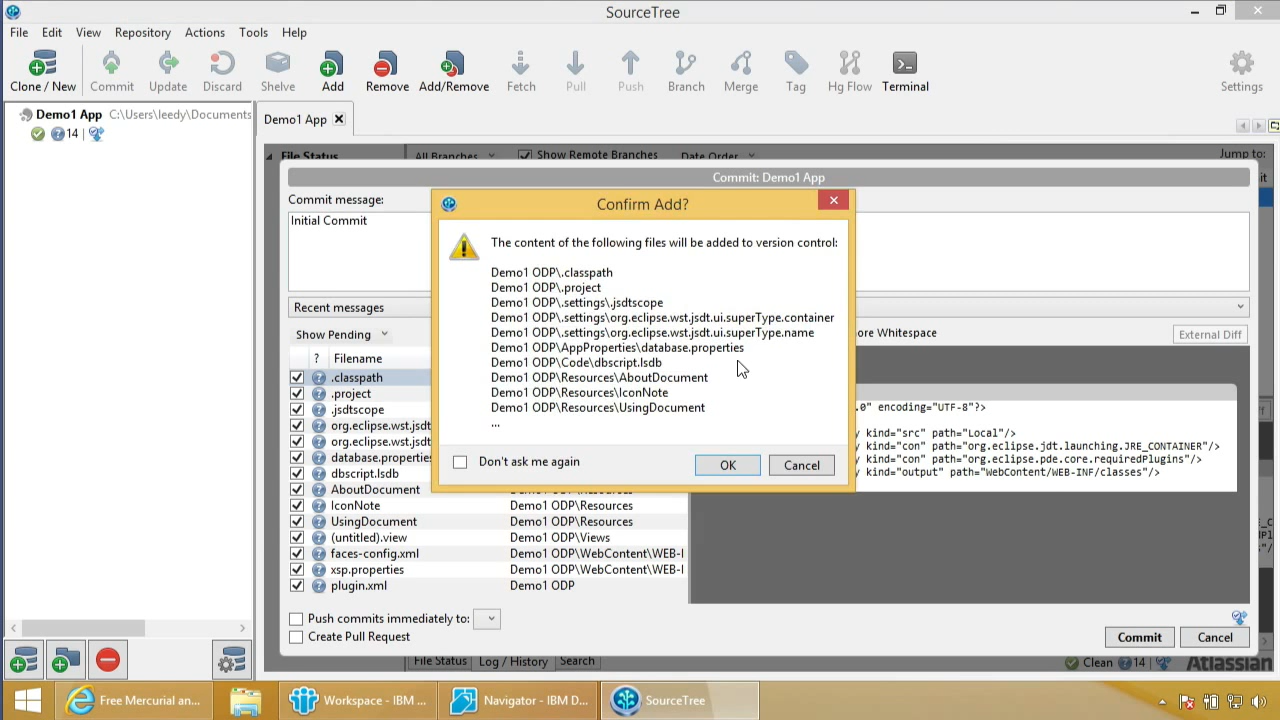 SourceTree
File Edit View Repository Actions Tools Help
Clone / New Commit Update Discard Shelve Add Remove Add/Remove Fetch Pull Push Branch Merge Tag Hg Flow Terminal Settings
Demo1 App C:\Users\leedy\Documents
14
Demo1 App
File Status All Branches Show Remote Branches Date Order Jump to:
Commit: Demo1 App
Commit message:
Initial Commit
Recent messages
Show Pending
ore Whitespace
External Diff
? Filename
.classpath
.project
.jsdtscope
org.eclipse.wst.jsdt
org.eclipse.wst.jsdt
database.properties
dbscript.lsdb
AboutDocument
IconNote Demo1 ODP\Resources
UsingDocument Demo1 ODP\Resources
(untitled).view Demo1 ODP\Views
faces-config.xml Demo1 ODP\WebContent\WEB-I
xsp.properties Demo1 ODP\WebContent\WEB-I
plugin.xml Demo1 ODP
.0" encoding="UTF-8"?>
y kind="src" path="Local"/>
y kind="con" path="org.eclipse.jdt.launching.JRE_CONTAINER"/>
y kind="con" path="org.eclipse.pde.core.requiredPlugins"/>
y kind="output" path="WebContent/WEB-INF/classes"/>
Confirm Add?
The content of the following files will be added to version control:
Demo1 ODP\.classpath
Demo1 ODP\.project
Demo1 ODP\.settings\.jsdtscope
Demo1 ODP\.settings\org.eclipse.wst.jsdt.ui.superType.container
Demo1 ODP\.settings\org.eclipse.wst.jsdt.ui.superType.name
Demo1 ODP\AppProperties\database.properties
Demo1 ODP\Code\dbscript.lsdb
Demo1 ODP\Resources\AboutDocument
Demo1 ODP\Resources\IconNote
Demo1 ODP\Resources\UsingDocument
...
Don't ask me again
OK Cancel
Push commits immediately to:
Create Pull Request
Commit Cancel
File Status Log / History Search
Clean 14 Atlassian
Free Mercurial an... Workspace - IBM ... Navigator - IBM D... SourceTree